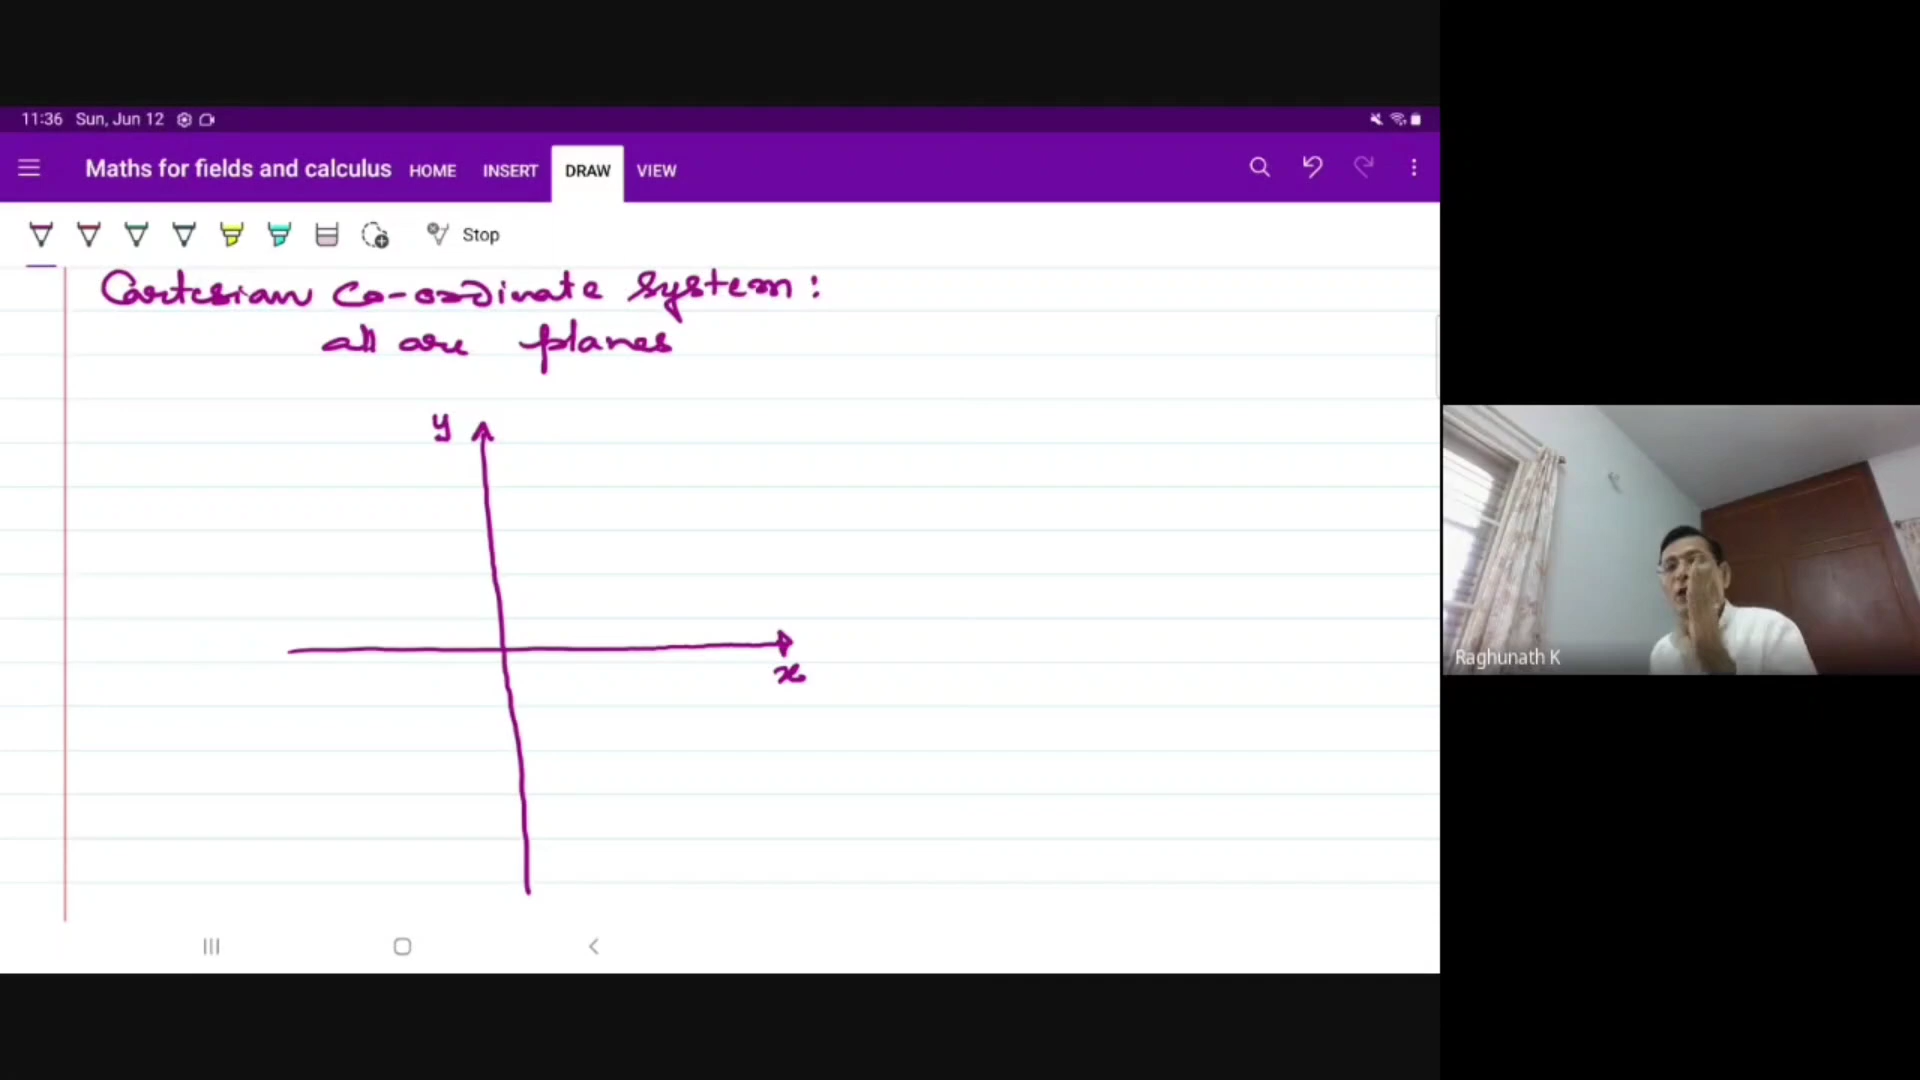 11:36 Sun, Jun 12
Maths for fields and calculus HOME INSERT DRAW VIEW
Stop
Cartesian Co-ordinate System:
all are planes
y
x
Raghunath K